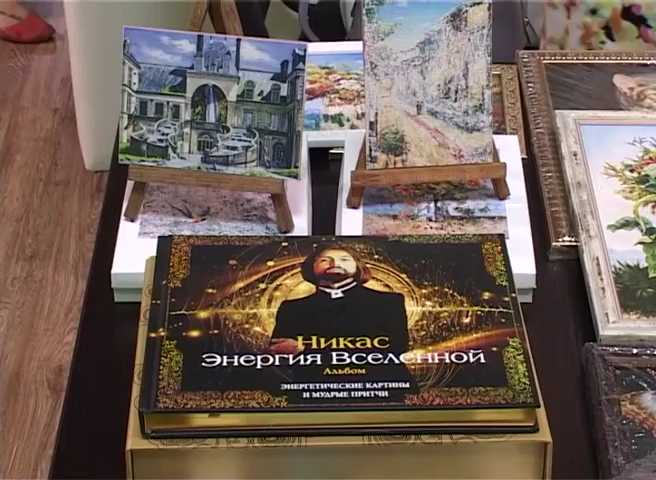 Никас
Энергия Вселенной
Альбом
ЭНЕРГЕТИЧЕСКИЕ КАРТИНЫ
И МУДРЫЕ ПРИТЧИ